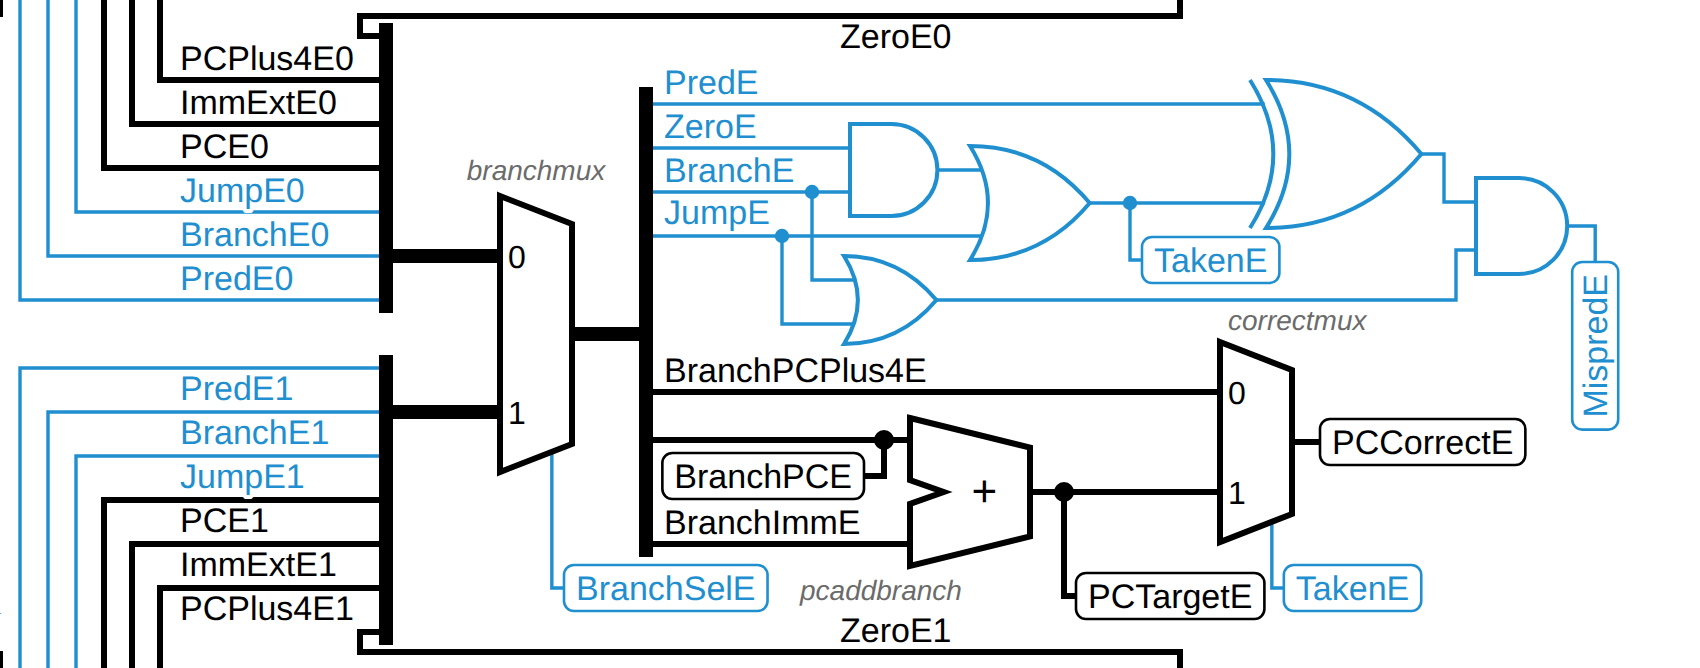 ZeroE0
PCPlus4E0
PredE
ImmExtE0
ZeroE
PCE0
branchmux
BranchE
JumpE0
JumpE
BranchE0
TakenE
0
PredE0
MispredE
correctmux
BranchPCPlus4E
PredE1
0
1
BranchE1
PCCorrectE
JumpE1
BranchPCE
+
1
PCE1
BranchImmE
ImmExtE1
BranchSelE
pcaddbranch
PCTargetE
TakenE
PCPlus4E1
ZeroE1